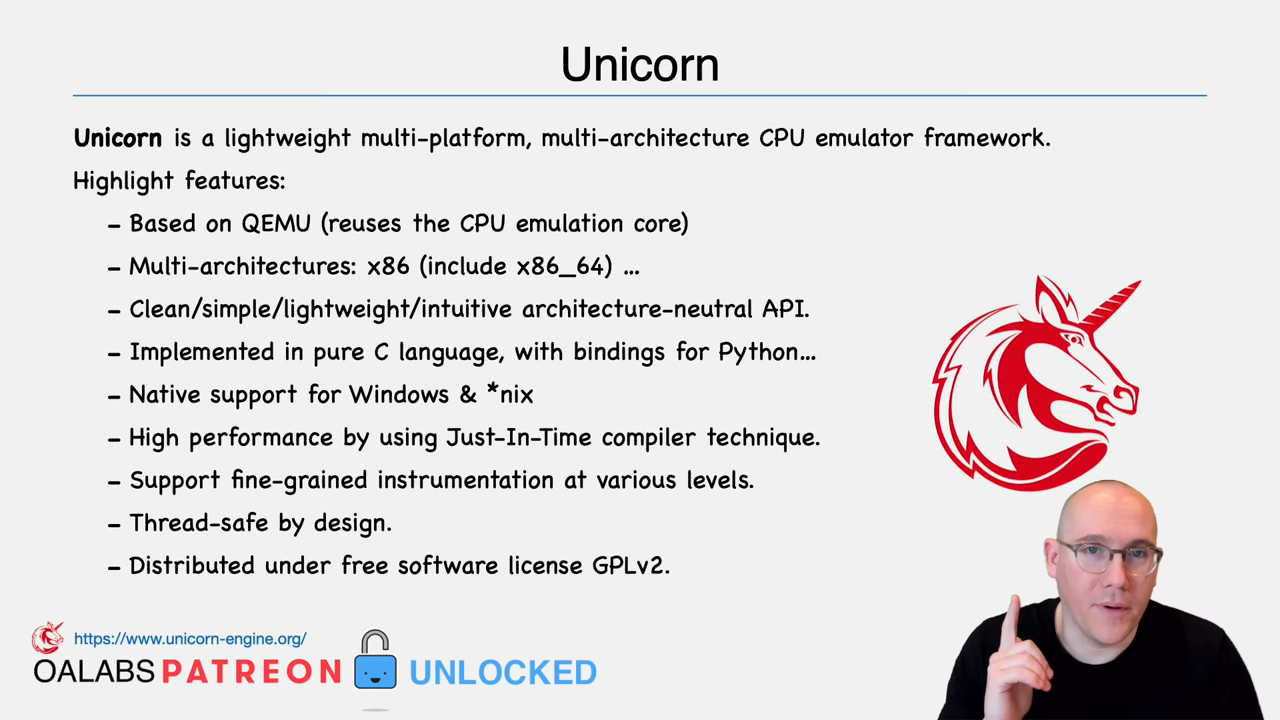 Unicorn
Unicorn is a lightweight multi-platform, multi-architecture CPU emulator framework.
Highlight features:
- Based on QEMU (reuses the CPU emulation core)
- Multi-architectures: x86 (include x86_64) ...
- Clean/simple/lightweight/intuitive architecture-neutral API.
- Implemented in pure C language, with bindings for Python...
- Native support for Windows & *nix
- High performance by using Just-In-Time compiler technique.
- Support fine-grained instrumentation at various levels.
- Thread-safe by design.
- Distributed under free software license GPLv2.
https://www.unicorn-engine.org/
OALABS PATREON UNLOCKED